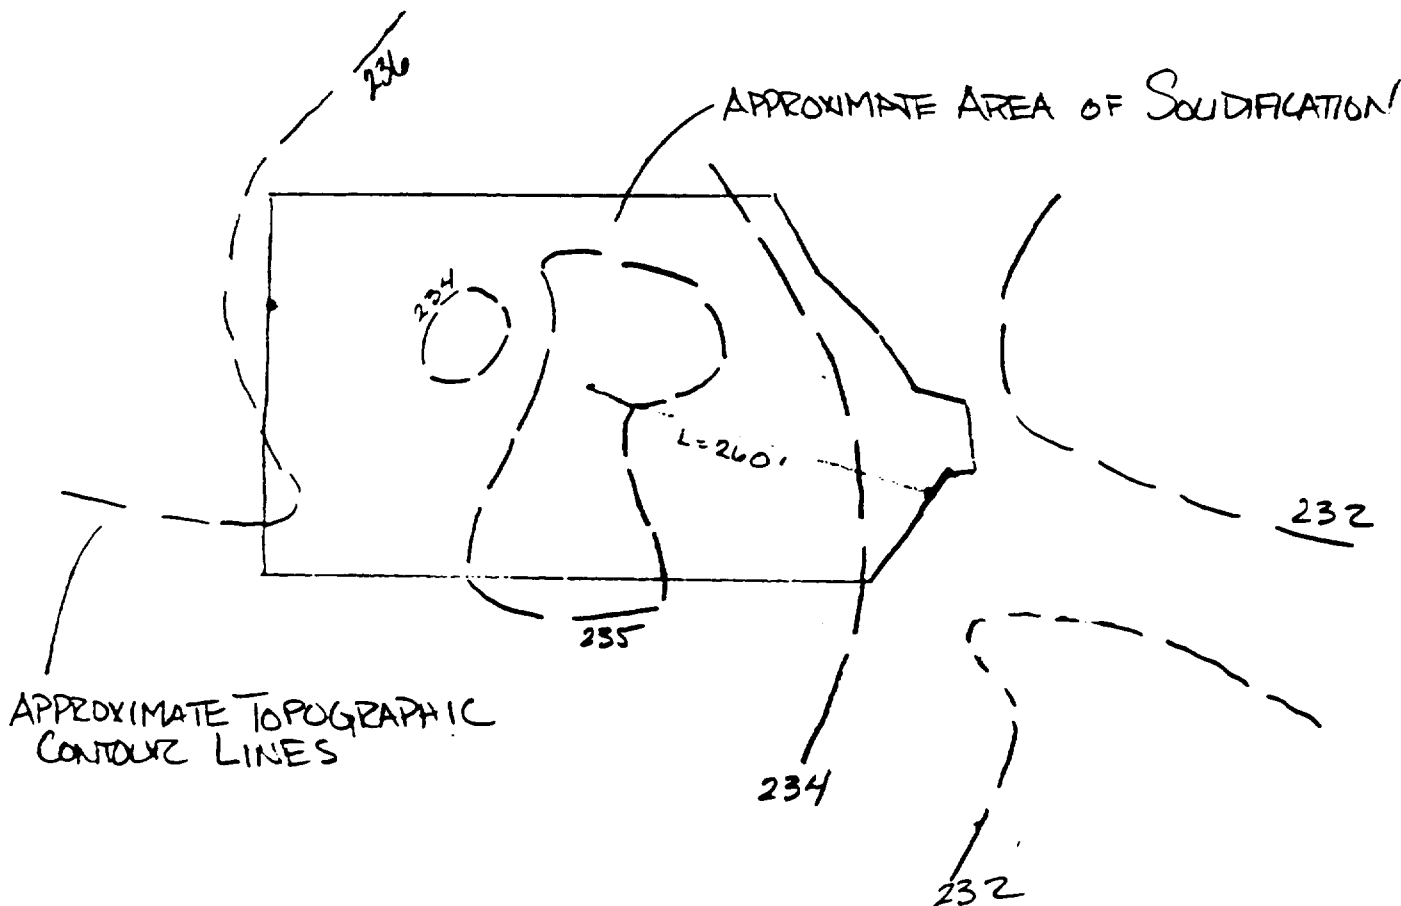 236
APPROXIMATE AREA OF SOLIDIFICATION
234
L=260'
232
235
APPROXIMATE TOPOGRAPHIC
CONTOUR LINES
234
232